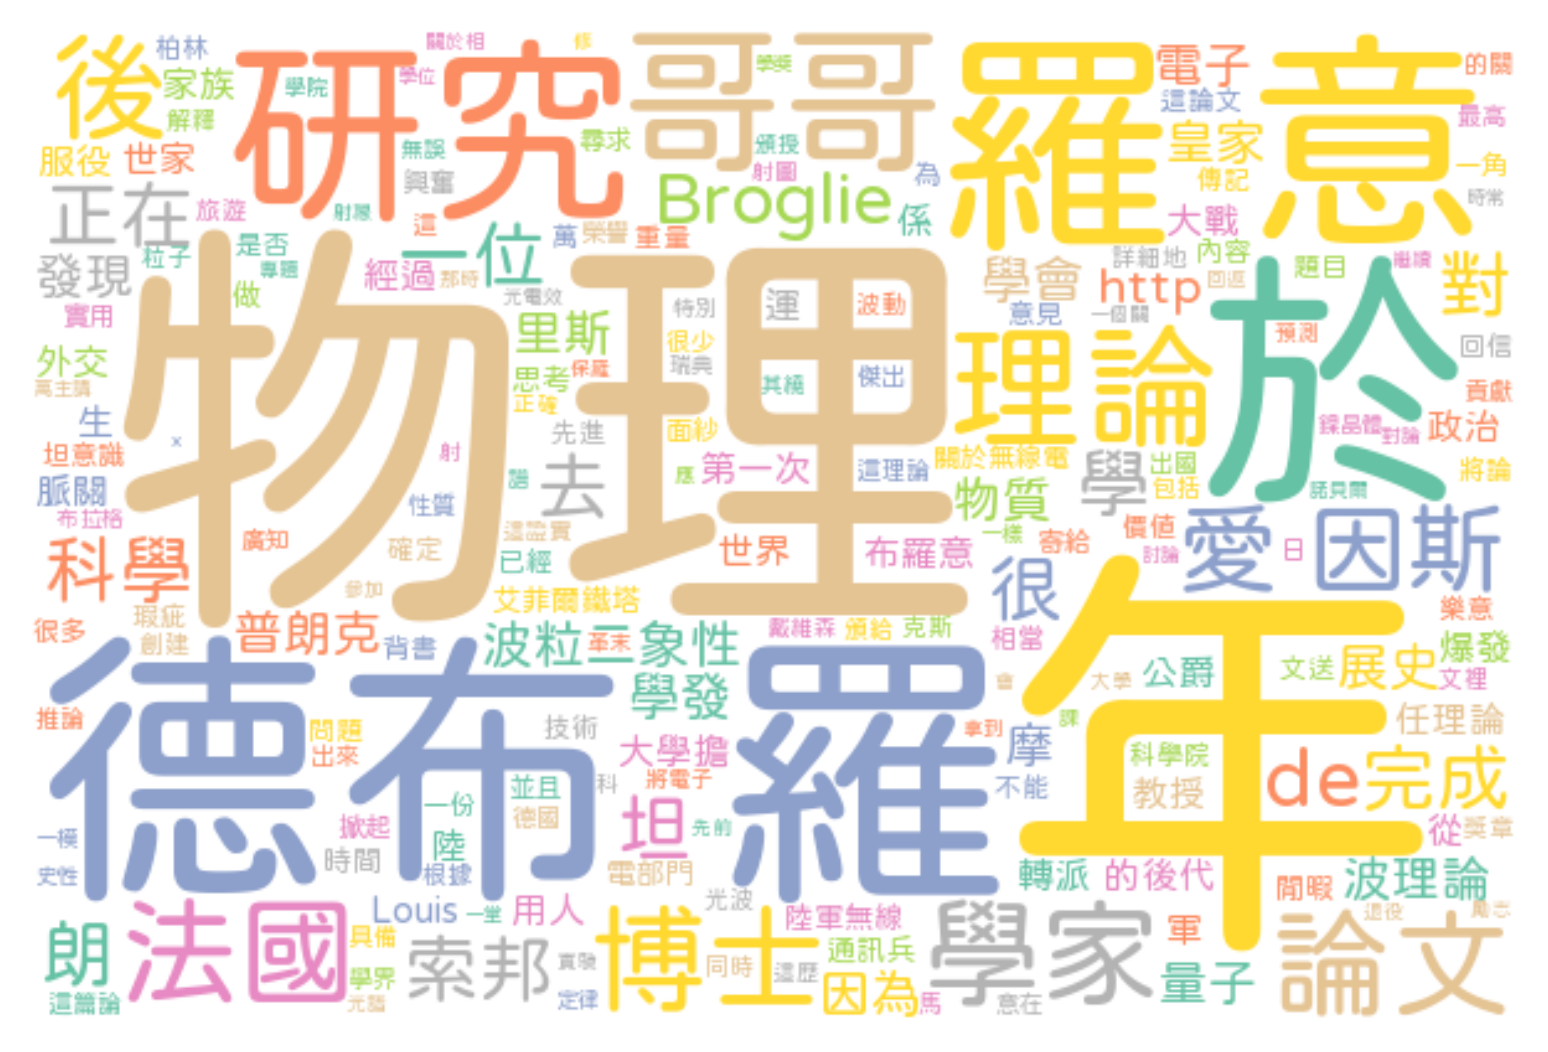 後
柏林
家族
解釋
服役
世家
研究
學院
關於相
學位
修
哥哥
學獎
羅
意
電子
這論文
的關
最高
皇家
傳記
一角
時常
大戰
無誤
興奮
尋求
頒授
射圖
為
Broglie
係
正在
旅遊
射線
這
一位
萬
榮譽
重量
發現
粒子
是否
專題
做
經過
那時
光電效
實用
外交
萬主講
里斯
思考
正確
保羅
特別
很少
瑞典
面紗
運
波動
其繞
傑出
學會
詳細地
內容
http
回返
意見
一個關
題目
繼續
對
預測
回信
貢獻
物理
理論
於
政治
鎳晶體
對論
將論
生
坦意識
脈關
布拉格
x
射
性質
譜
先進
去
應
第一次
這理論
關於無線電
物質
學
出國
包括
諾貝爾
科學
廣知
確定
參加
這證實
已經
世界
布羅意
一樣
價值
寄給
討論
愛因斯
日
很
樂意
瑕疵
創建
很多
普朗克
背書
艾菲爾鐵塔
波粒二象性
革末
戴維森
頒給
克斯
相當
年
公爵
文送
展史
爆發
文裡
德布
羅
推論
問題
出來
技術
學發
大學擔
將電子
會
大學
課
拿到
摩
不能
科學院
教授
任理論
de
完成
一模
史性
掀起
時間
一份
陸
根據
並且
德國
科
坦
先前
電部門
從
獎章
轉派
的後代
閒暇
波理論
朗
這篇論
法國
Louis
一堂
用人
具備
學界
元臘
索邦
實驗
定律
博士
光波
同時
這歷
陸軍無線
通訊兵
因為
馬
學家
意在
軍
量子
論文
退役
勵志